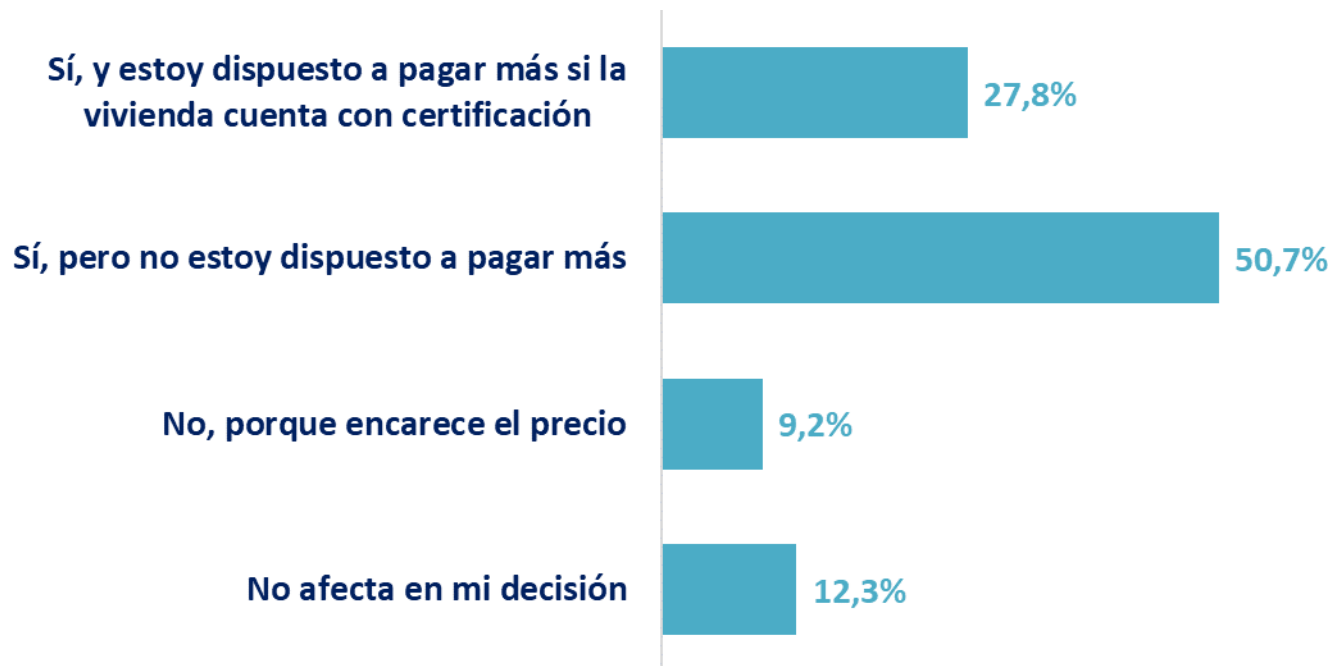 Sí, y estoy dispuesto a pagar más si la
vivienda cuenta con certificación
27,8%
Sí, pero no estoy dispuesto a pagar más
50,7%
No, porque encarece el precio
9,2%
No afecta en mi decisión
12,3%